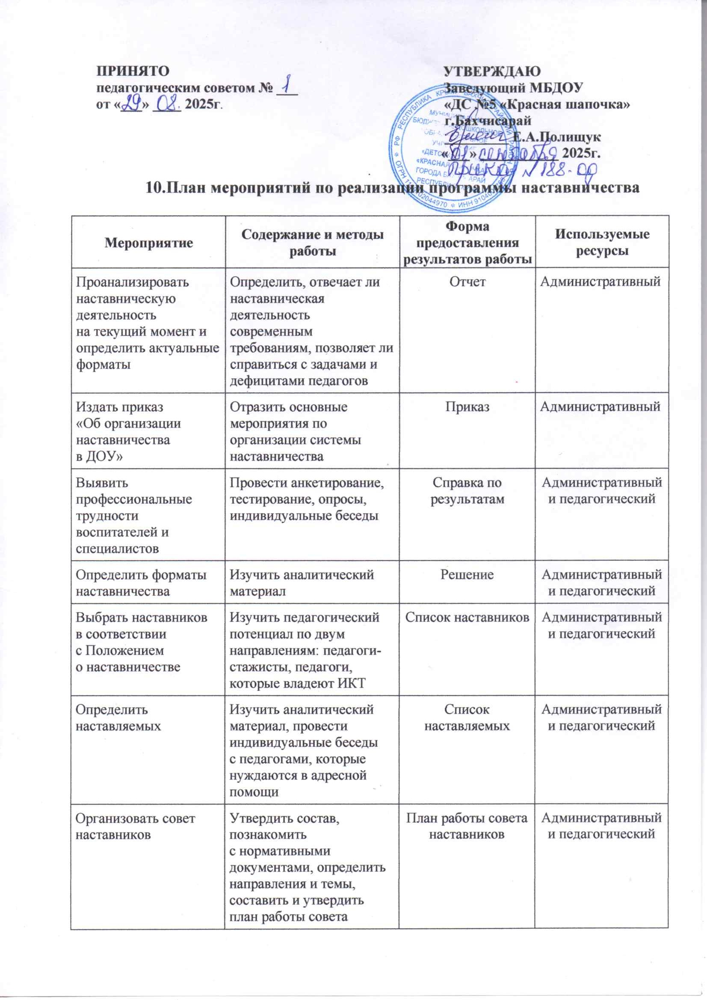 ПРИНЯТО
педагогическим советом № 1
от «29» 08. 2025г.
УТВЕРЖДАЮ
Заведующий МБДОУ
«ДС №5 «Красная шапочка»
г.Бахчисарай
Е.А.Полищук
«01» сентября 2025г.
приказ № 188-од
10.План мероприятий по реализации программы наставничества
Мероприятие
Содержание и методы
работы
Форма
предоставления
результатов работы
Используемые
ресурсы
Проанализировать
наставническую
деятельность
на текущий момент и
определить актуальные
форматы
Определить, отвечает ли
наставническая
деятельность
современным
требованиям, позволяет ли
справиться с задачами и
дефицитами педагогов
Отчет
Административный
Издать приказ
«Об организации
наставничества
в ДОУ»
Отразить основные
мероприятия по
организации системы
наставничества
Приказ
Административный
Выявить
профессиональные
трудности
воспитателей и
специалистов
Провести анкетирование,
тестирование, опросы,
индивидуальные беседы
Справка по
результатам
Административный
и педагогический
Определить форматы
наставничества
Изучить аналитический
материал
Решение
Административный
и педагогический
Выбрать наставников
в соответствии
с Положением
о наставничестве
Изучить педагогический
потенциал по двум
направлениям: педагоги-
стажисты, педагоги,
которые владеют ИКТ
Список наставников
Административный
и педагогический
Определить
наставляемых
Изучить аналитический
материал, провести
индивидуальные беседы
с педагогами, которые
нуждаются в адресной
помощи
Список
наставляемых
Административный
и педагогический
Организовать совет
наставников
Утвердить состав,
познакомить
с нормативными
документами, определить
направления и темы,
составить и утвердить
план работы совета
План работы совета
наставников
Административный
и педагогический